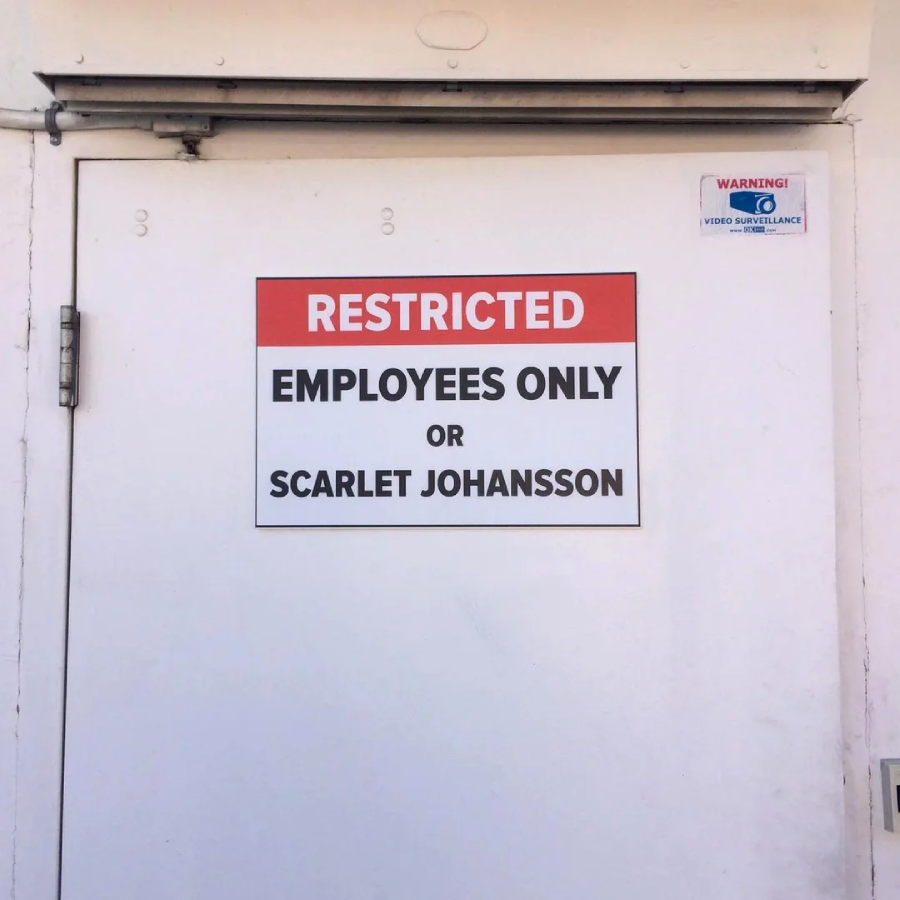 WARNING!
VIDEO SURVEILLANCE
RESTRICTED
EMPLOYEES ONLY
OR
SCARLET JOHANSSON